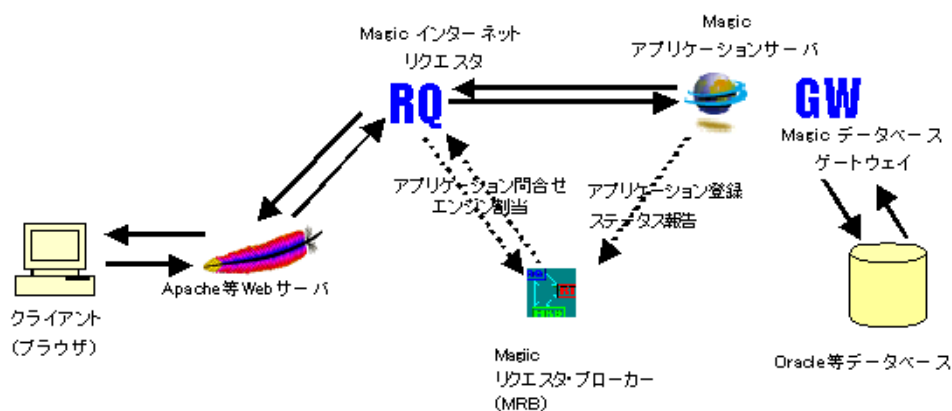 Magic インターネット
リクエスタ
RQ
Magic
アプリケーションサーバ
GW
Magic データベース
ゲートウェイ
アプリケーション問合せ
エンジン割当
アプリケーション登録
ステータス報告
Apache等Webサーバ
クライアント
(ブラウザ)
Magiic
リクエスタ・ブローカー
(MRB)
Oracle等データベース